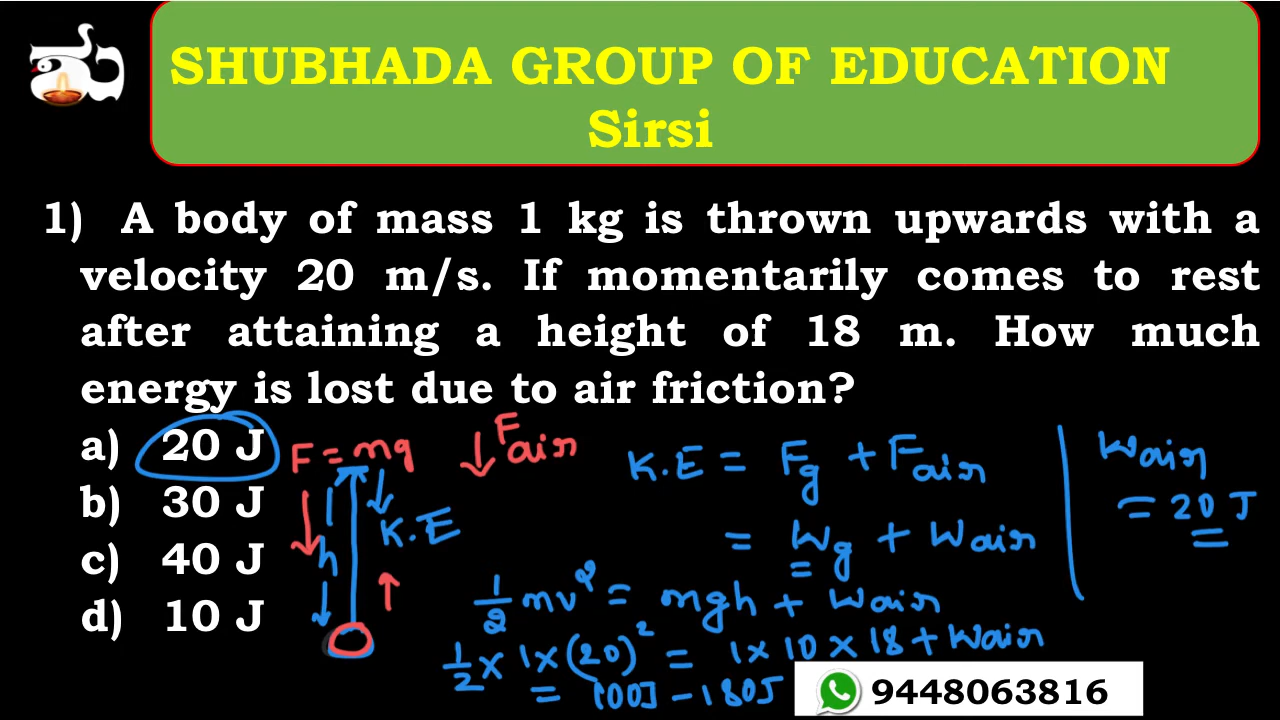 SHUBHADA GROUP OF EDUCATION
Sirsi
1) A body of mass 1 kg is thrown upwards with a
velocity 20 m/s. If momentarily comes to rest
after attaining a height of 18 m. How much
energy is lost due to air friction?
a) 20 J
b) 30 J
c) 40 J
d) 10 J
F = mg
↓ Fair
h
K.E
K.E = Fg + Fair
= Wg + Wair
1/2 mv² = mgh + Wair
1/2 × 1 × (20)² = 1 × 10 × 18 + Wair
- 180J
Wair
= 20 J
9448063816